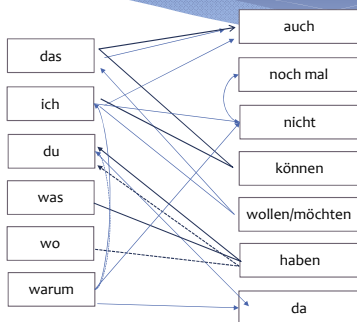 das
ich
du
was
wo
warum
auch
noch mal
nicht
können
wollen/möchten
haben
da